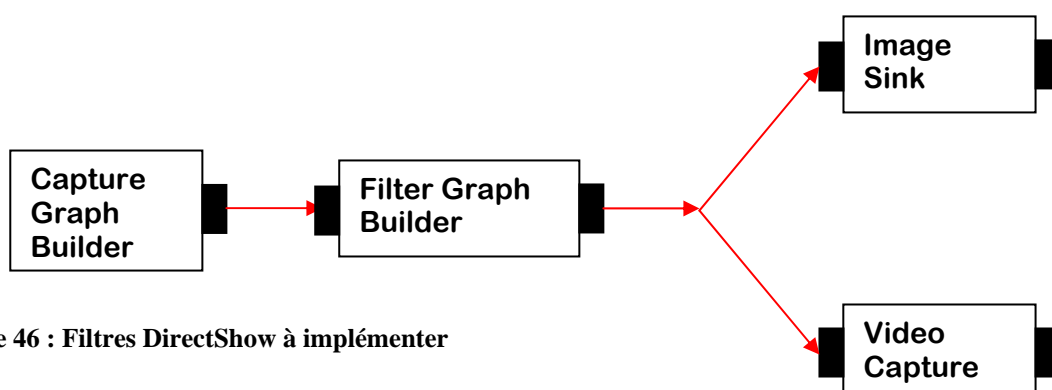 Image
Sink
Capture
Graph
Builder
Filter Graph
Builder
e 46 : Filtres DirectShow à implémenter
Video
Capture